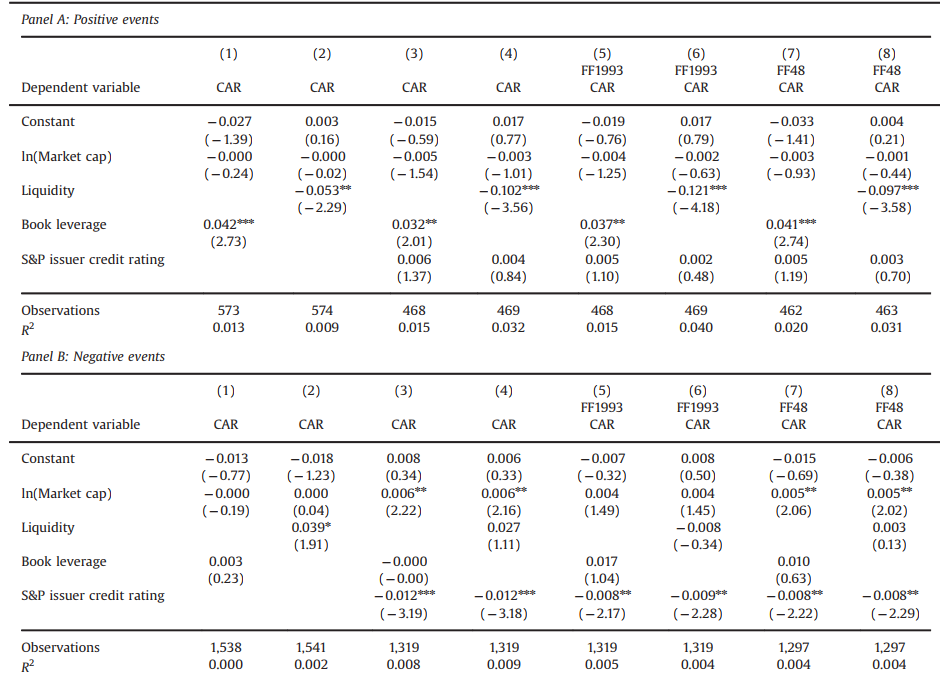 Panel A: Positive events
(1) (2) (3) (4) (5) (6) (7) (8)
FF1993 FF1993 FF48 FF48
Dependent variable CAR CAR CAR CAR CAR CAR CAR CAR
Constant −0.027 0.003 −0.015 0.017 −0.019 0.017 −0.033 0.004
(−1.39) (0.16) (−0.59) (0.77) (−0.76) (0.79) (−1.41) (0.21)
ln(Market cap) −0.000 −0.000 −0.005 −0.003 −0.004 −0.002 −0.003 −0.001
(−0.24) (−0.02) (−1.54) (−1.01) (−1.25) (−0.63) (−0.93) (−0.44)
Liquidity −0.053** −0.102*** −0.121*** −0.097***
(−2.29) (−3.56) (−4.18) (−3.58)
Book leverage 0.042*** 0.032** 0.037** 0.041***
(2.73) (2.01) (2.30) (2.74)
S&P issuer credit rating 0.006 0.004 0.005 0.002 0.005 0.003
(1.37) (0.84) (1.10) (0.48) (1.19) (0.70)
Observations 573 574 468 469 468 469 462 463
R2 0.013 0.009 0.015 0.032 0.015 0.040 0.020 0.031
Panel B: Negative events
(1) (2) (3) (4) (5) (6) (7) (8)
FF1993 FF1993 FF48 FF48
Dependent variable CAR CAR CAR CAR CAR CAR CAR CAR
Constant −0.013 −0.018 0.008 0.006 −0.007 0.008 −0.015 −0.006
(−0.77) (−1.23) (0.34) (0.33) (−0.32) (0.50) (−0.69) (−0.38)
ln(Market cap) −0.000 0.000 0.006** 0.006** 0.004 0.004 0.005** 0.005**
(−0.19) (0.04) (2.22) (2.16) (1.49) (1.45) (2.06) (2.02)
Liquidity 0.039* 0.027 −0.008 0.003
(1.91) (1.11) (−0.34) (0.13)
Book leverage 0.003 −0.000 0.017 0.010
(0.23) (−0.00) (1.04) (0.63)
S&P issuer credit rating −0.012*** −0.012*** −0.008** −0.009** −0.008** −0.008**
(−3.19) (−3.18) (−2.17) (−2.28) (−2.22) (−2.29)
Observations 1,538 1,541 1,319 1,319 1,319 1,319 1,297 1,297
R2 0.000 0.002 0.008 0.009 0.005 0.004 0.004 0.004